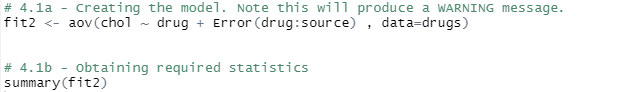 # 4.1a - Creating the model. Note this will produce a WARNING message.
fit2 <- aov(chol ~ drug + Error(drug:source) , data=drugs)
# 4.1b - Obtaining required statistics
summary(fit2)